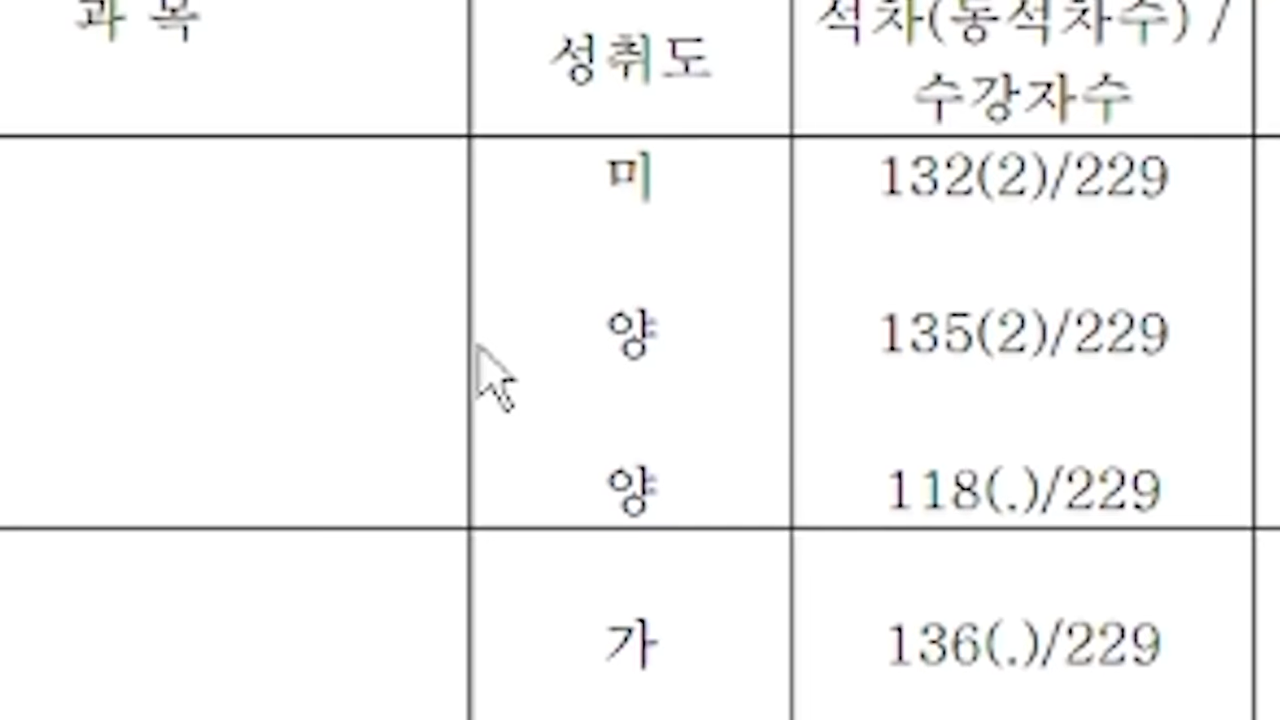 과 목
성취도
석차(동석차수) /
수강자수
미
132(2)/229
양
135(2)/229
양
118(.)/229
가
136(.)/229